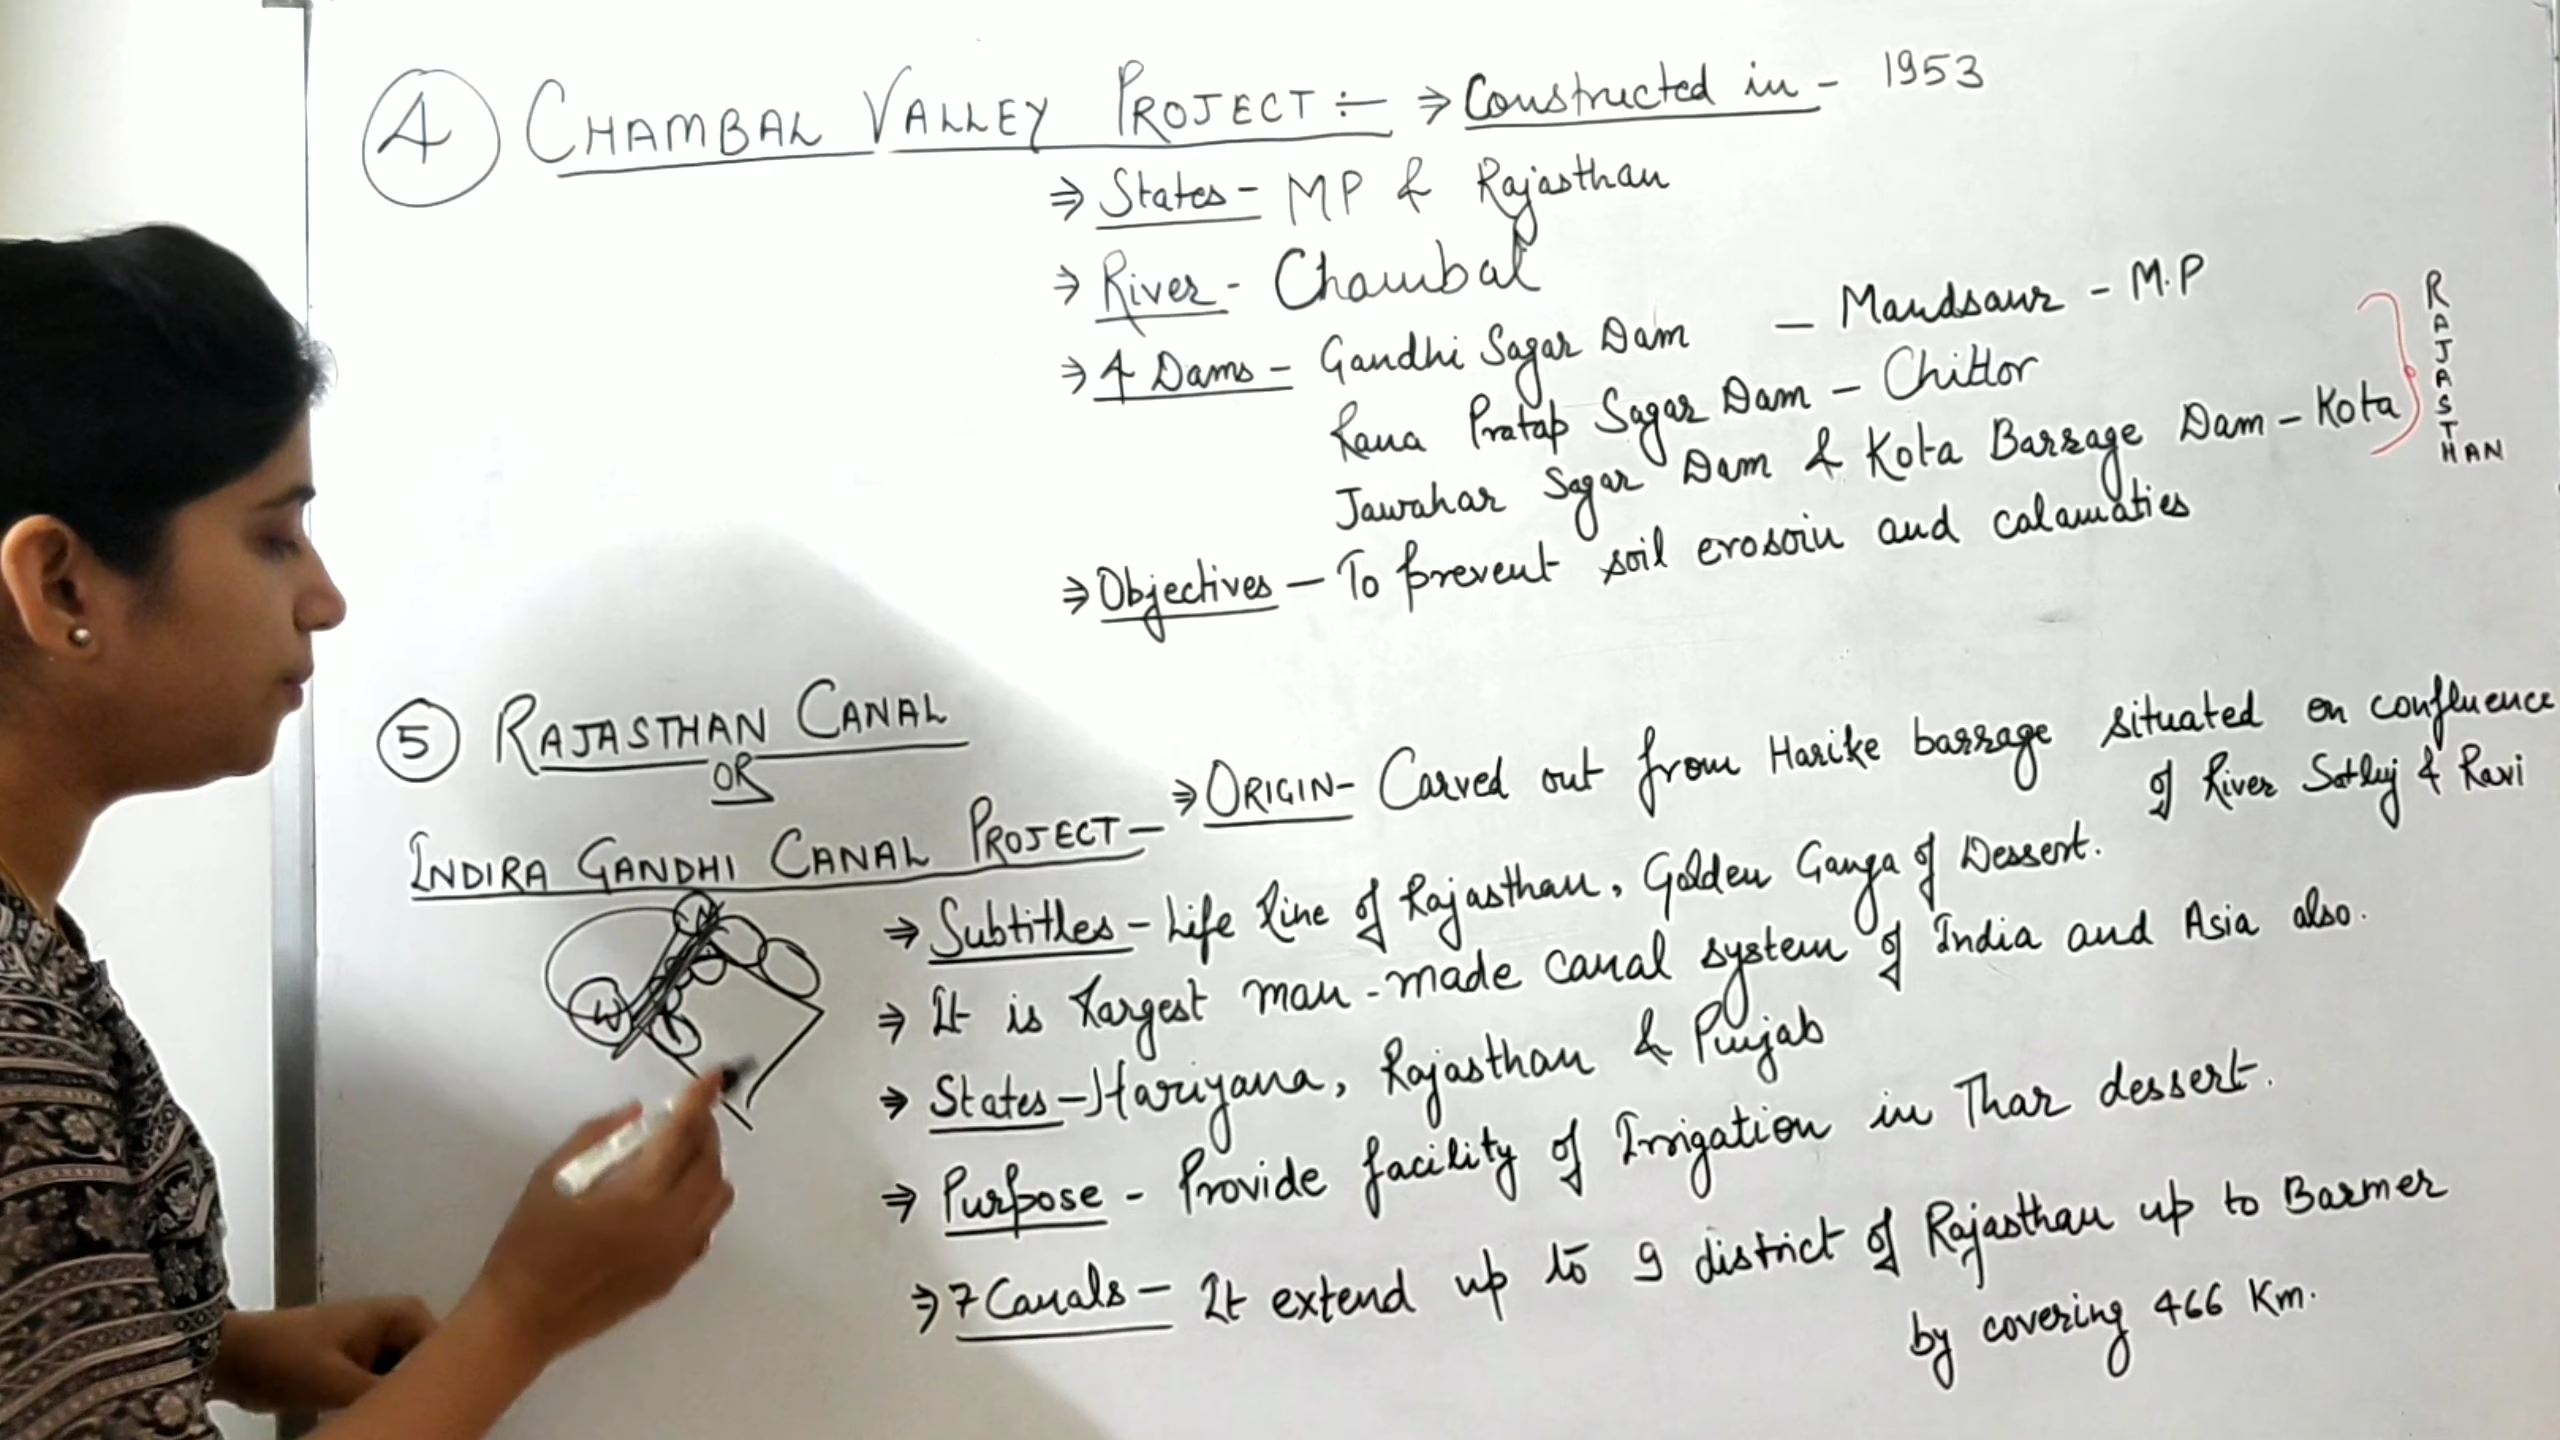 4 CHAMBAL VALLEY PROJECT :- ⇒ Constructed in - 1953
⇒ States - MP & Rajasthan
⇒ River - Chambal
⇒ 4 Dams - Gandhi Sagar Dam - Mandsaur - M.P
Rana Pratap Sagar Dam - Chittor
Jawahar Sagar Dam & Kota Barrage Dam - Kota
RAJASTHAN
⇒ Objectives - To prevent soil erosoin and calamaties
5 RAJASTHAN CANAL
OR
INDIRA GANDHI CANAL PROJECT -
⇒ ORIGIN - Carved out from Harike barrage situated on confluence
of River Satluj & Ravi
⇒ Subtitles - Life line of Rajasthan, Golden Ganga of Dessert.
⇒ It is largest man-made canal system of India and Asia also.
⇒ States - Hariyana, Rajasthan & Punjab
⇒ Purpose - Provide facility of Irrigation in Thar dessert.
⇒ 7 Canals - It extend up to 9 district of Rajasthan up to Barmer
by covering 466 Km.
N
W